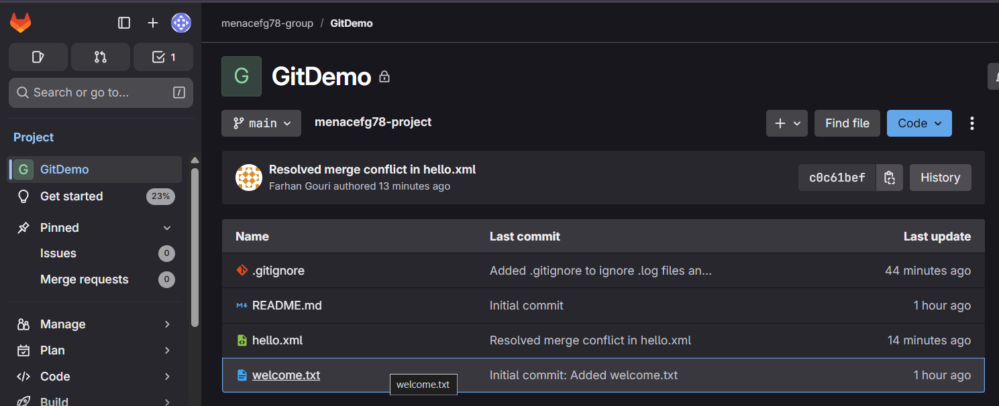 menacefg78-group / GitDemo
1
Search or go to... /
Project
G GitDemo
Get started 23%
Pinned
Issues 0
Merge requests 0
Manage
Plan
Code
Build
G GitDemo
main menacefg78-project + Find file Code
Resolved merge conflict in hello.xml
Farhan Gouri authored 13 minutes ago
c0c61bef History
Name Last commit Last update
.gitignore Added .gitignore to ignore .log files an... 44 minutes ago
README.md Initial commit 1 hour ago
hello.xml Resolved merge conflict in hello.xml 14 minutes ago
welcome.txt Initial commit: Added welcome.txt 1 hour ago
welcome.txt